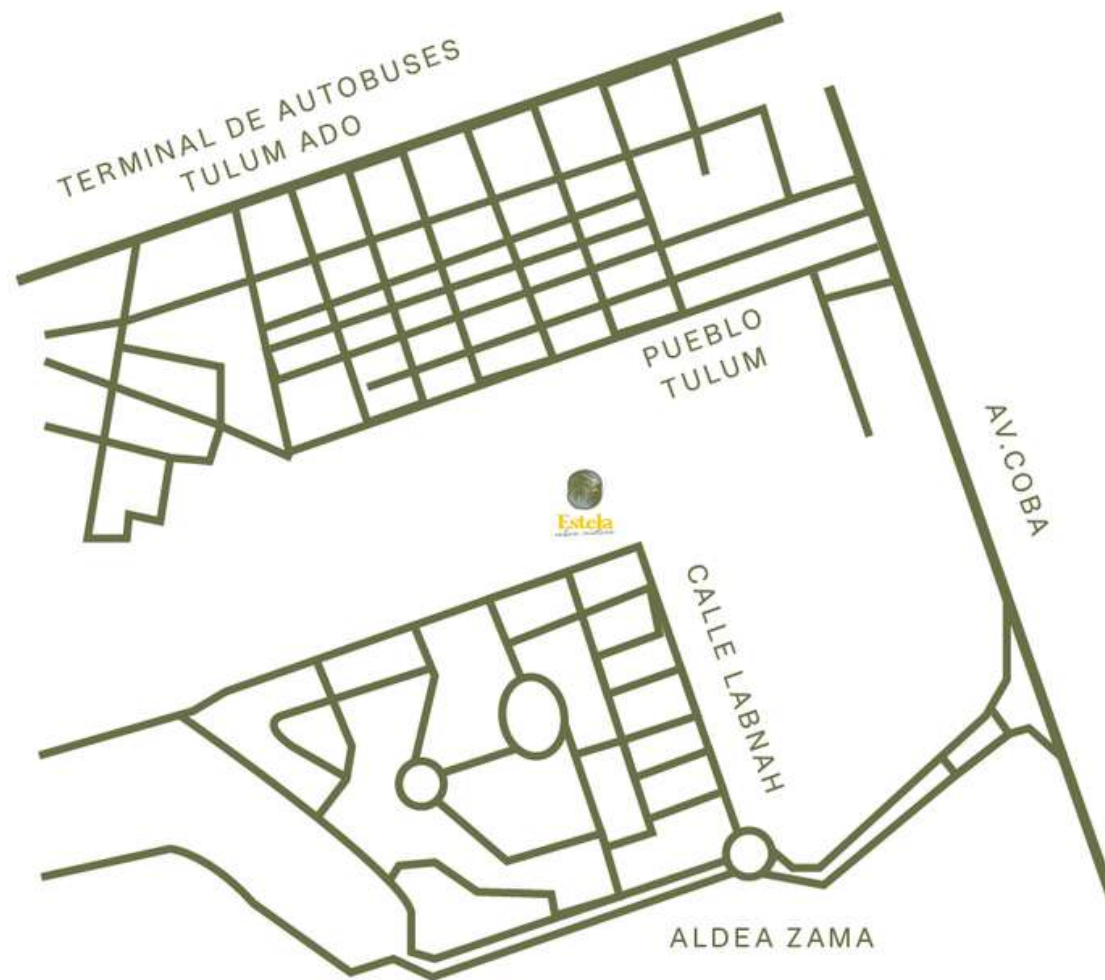 TERMINAL DE AUTOBUSES
TULUM ADO
PUEBLO
TULUM
AV.COBA
Estela
CALLE LABNAH
ALDEA ZAMA